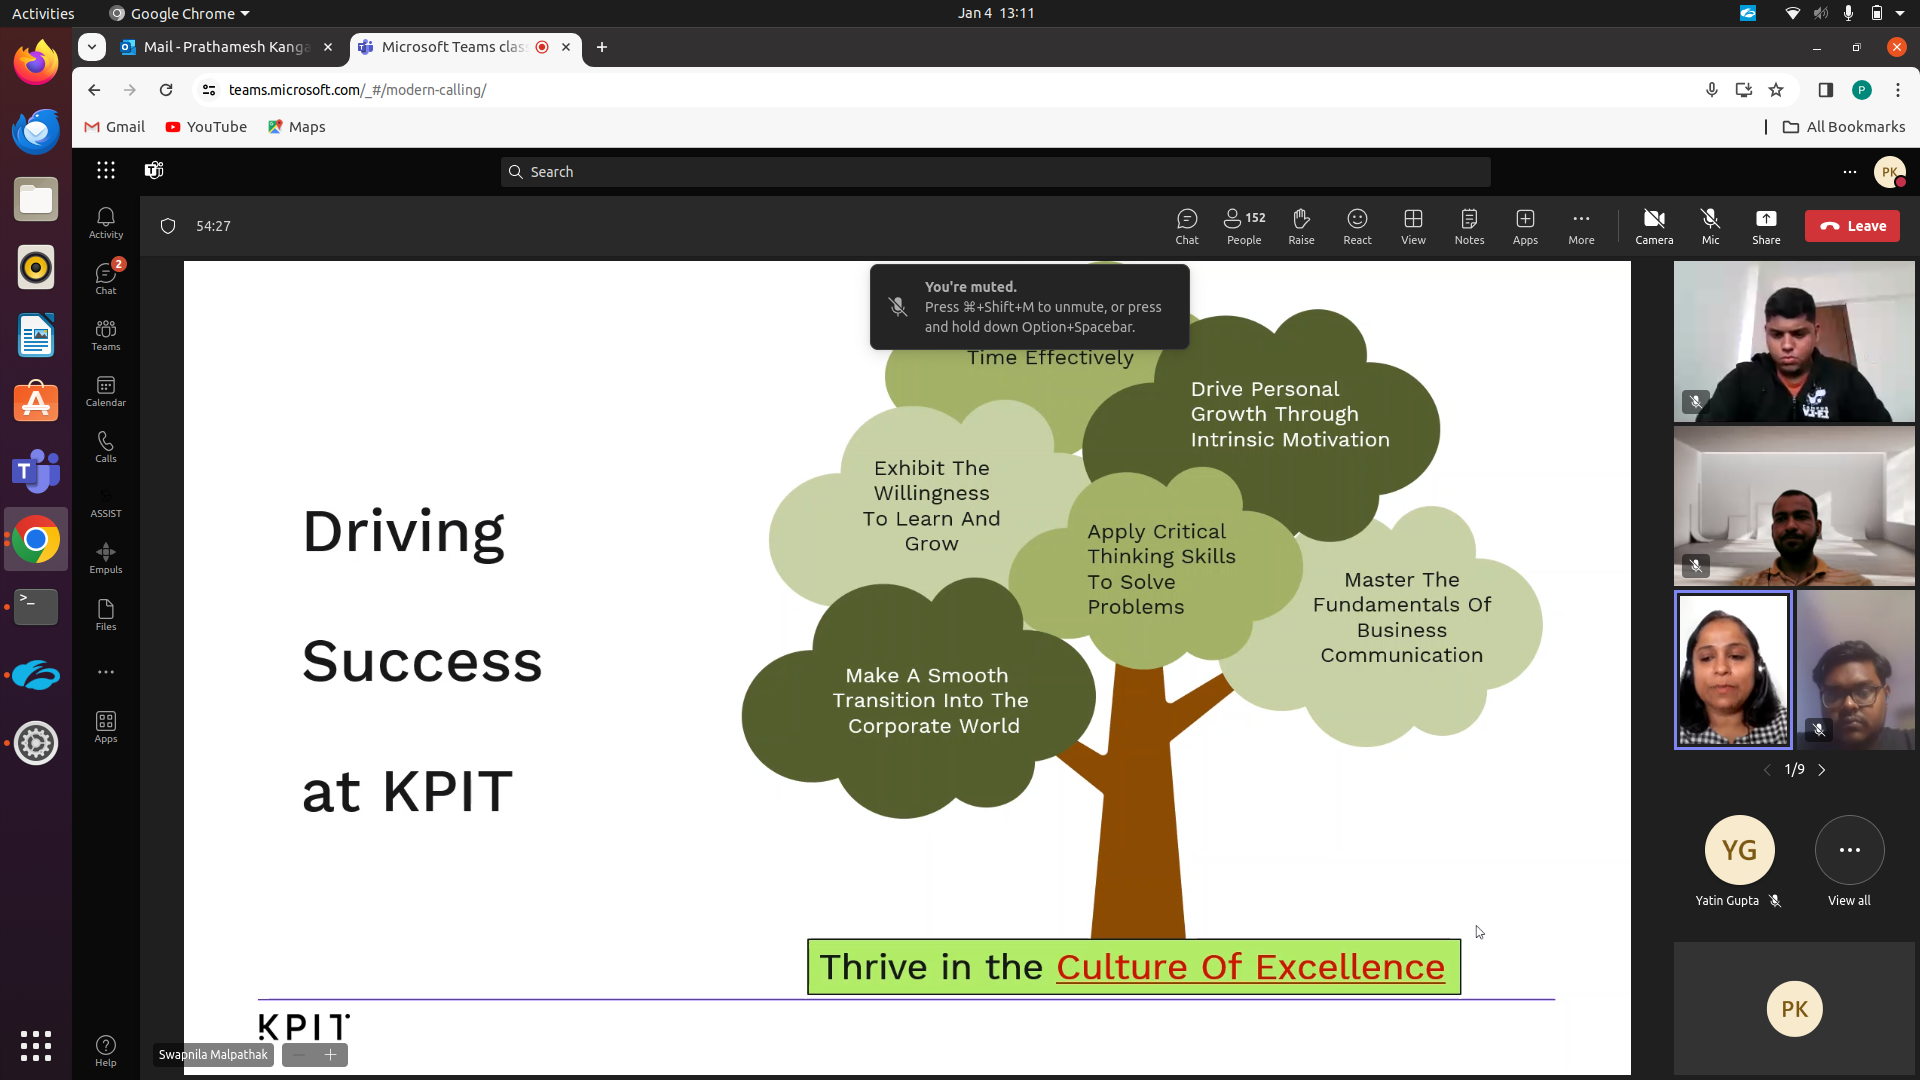 Activities
Google Chrome
Jan 4 13:11
Mail - Prathamesh Kanga
Microsoft Teams clas
teams.microsoft.com/_#/modern-calling/
P
Gmail
YouTube
Maps
All Bookmarks
Search
PK
54:27
Chat
152
People
Raise
React
View
Notes
Apps
More
Camera
Mic
Share
Leave
Activity
2
Chat
Teams
Calendar
Calls
ASSIST
Empuls
Files
Apps
Help
You're muted.
Press ⌘+Shift+M to unmute, or press
and hold down Option+Spacebar.
Time Effectively
Drive Personal
Growth Through
Intrinsic Motivation
Exhibit The
Willingness
To Learn And
Grow
Apply Critical
Thinking Skills
To Solve
Problems
Master The
Fundamentals Of
Business
Communication
Make A Smooth
Transition Into The
Corporate World
Driving
Success
at KPIT
Thrive in the Culture Of Excellence
KPIT
Swapnila Malpathak
1/9
YG
Yatin Gupta
View all
PK